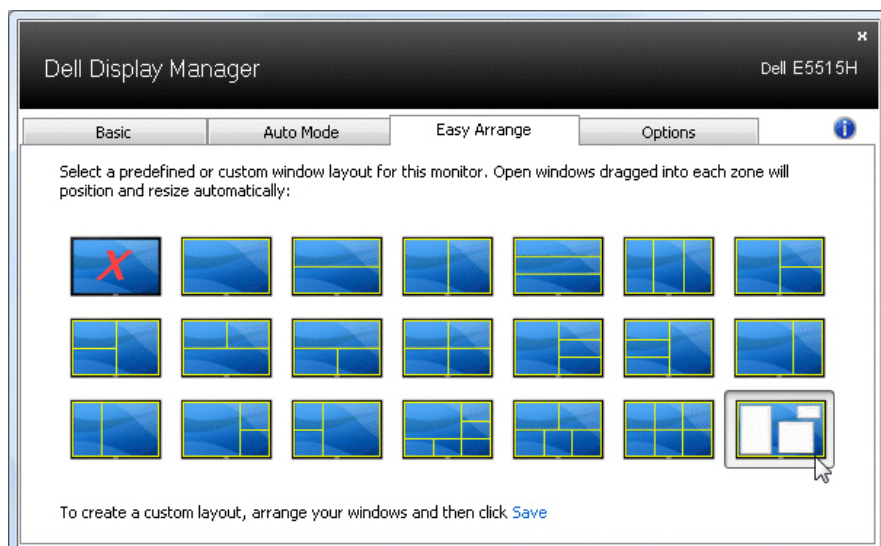 Dell Display Manager
Dell E5515H
Basic
Auto Mode
Easy Arrange
Options
Select a predefined or custom window layout for this monitor. Open windows dragged into each zone will
position and resize automatically:
To create a custom layout, arrange your windows and then click Save